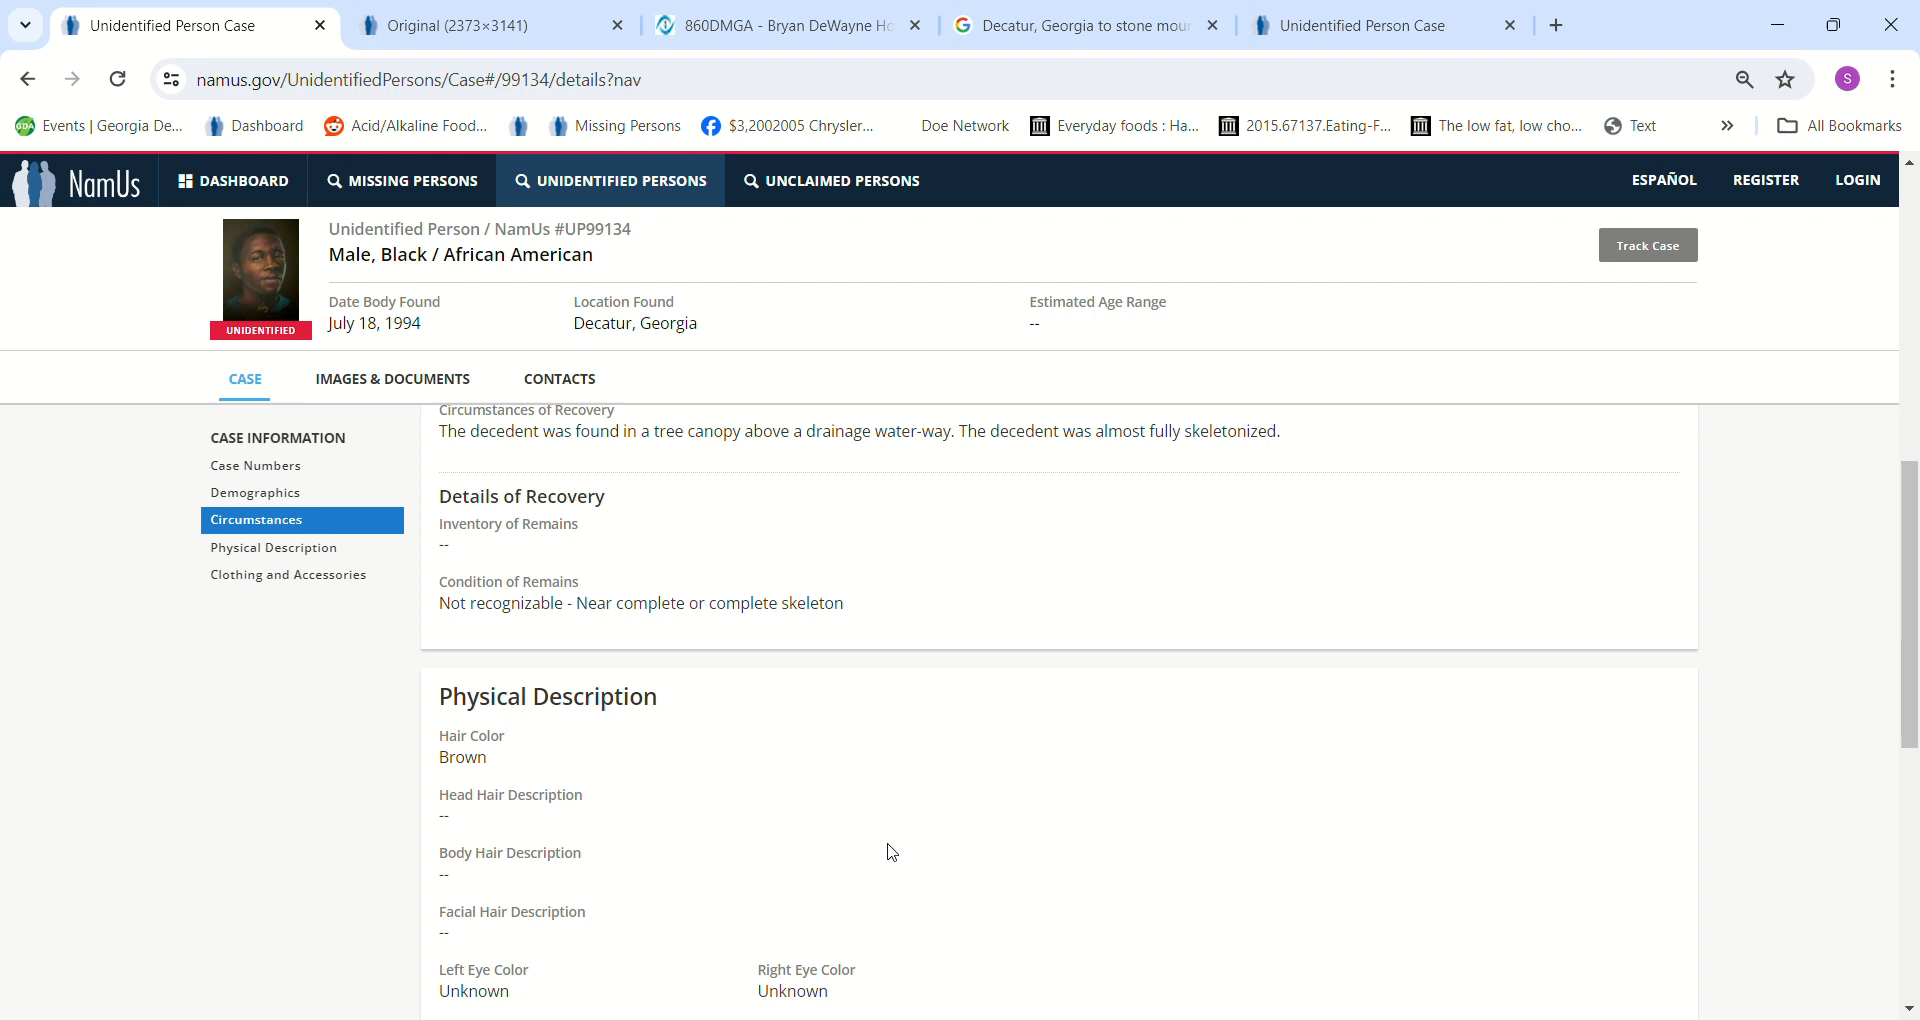 Unidentified Person Case
Original (2373×3141)
860DMGA - Bryan DeWayne Ho
Decatur, Georgia to stone mour
Unidentified Person Case
namus.gov/UnidentifiedPersons/Case#/99134/details?nav
S
Events | Georgia De...
Dashboard
Acid/Alkaline Food...
Missing Persons
$3,2002005 Chrysler...
Doe Network
Everyday foods : Ha...
2015.67137.Eating-F...
The low fat, low cho...
Text
»
All Bookmarks
NamUs
DASHBOARD
MISSING PERSONS
UNIDENTIFIED PERSONS
UNCLAIMED PERSONS
ESPAÑOL
REGISTER
LOGIN
Unidentified Person / NamUs #UP99134
Male, Black / African American
Track Case
Date Body Found
July 18, 1994
Location Found
Decatur, Georgia
Estimated Age Range
--
UNIDENTIFIED
CASE
IMAGES & DOCUMENTS
CONTACTS
CASE INFORMATION
Case Numbers
Demographics
Circumstances
Physical Description
Clothing and Accessories
Circumstances of Recovery
The decedent was found in a tree canopy above a drainage water-way. The decedent was almost fully skeletonized.
Details of Recovery
Inventory of Remains
--
Condition of Remains
Not recognizable - Near complete or complete skeleton
Physical Description
Hair Color
Brown
Head Hair Description
--
Body Hair Description
--
Facial Hair Description
--
Left Eye Color
Unknown
Right Eye Color
Unknown